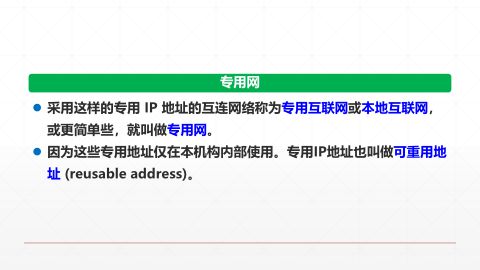 专用网
采用这样的专用 IP 地址的互连网络称为专用互联网或本地互联网，
或更简单些，就叫做专用网。
因为这些专用地址仅在本机构内部使用。专用IP地址也叫做可重用地
址 (reusable address)。